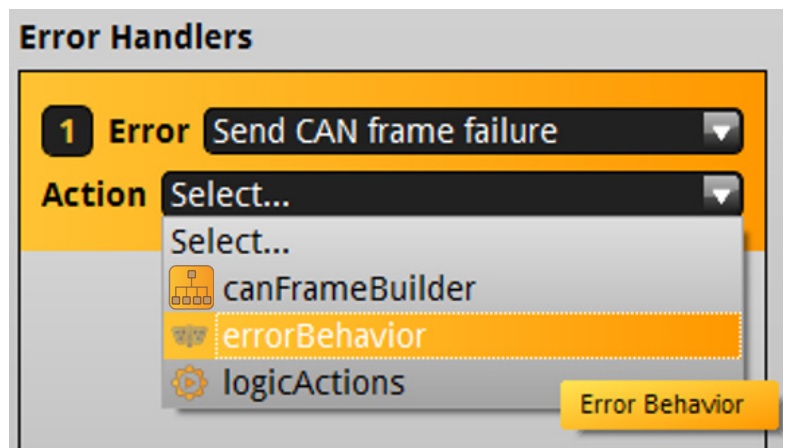 Error Handlers
1 Error Send CAN frame failure
Action Select...
Select...
canFrameBuilder
errorBehavior
logicActions
Error Behavior